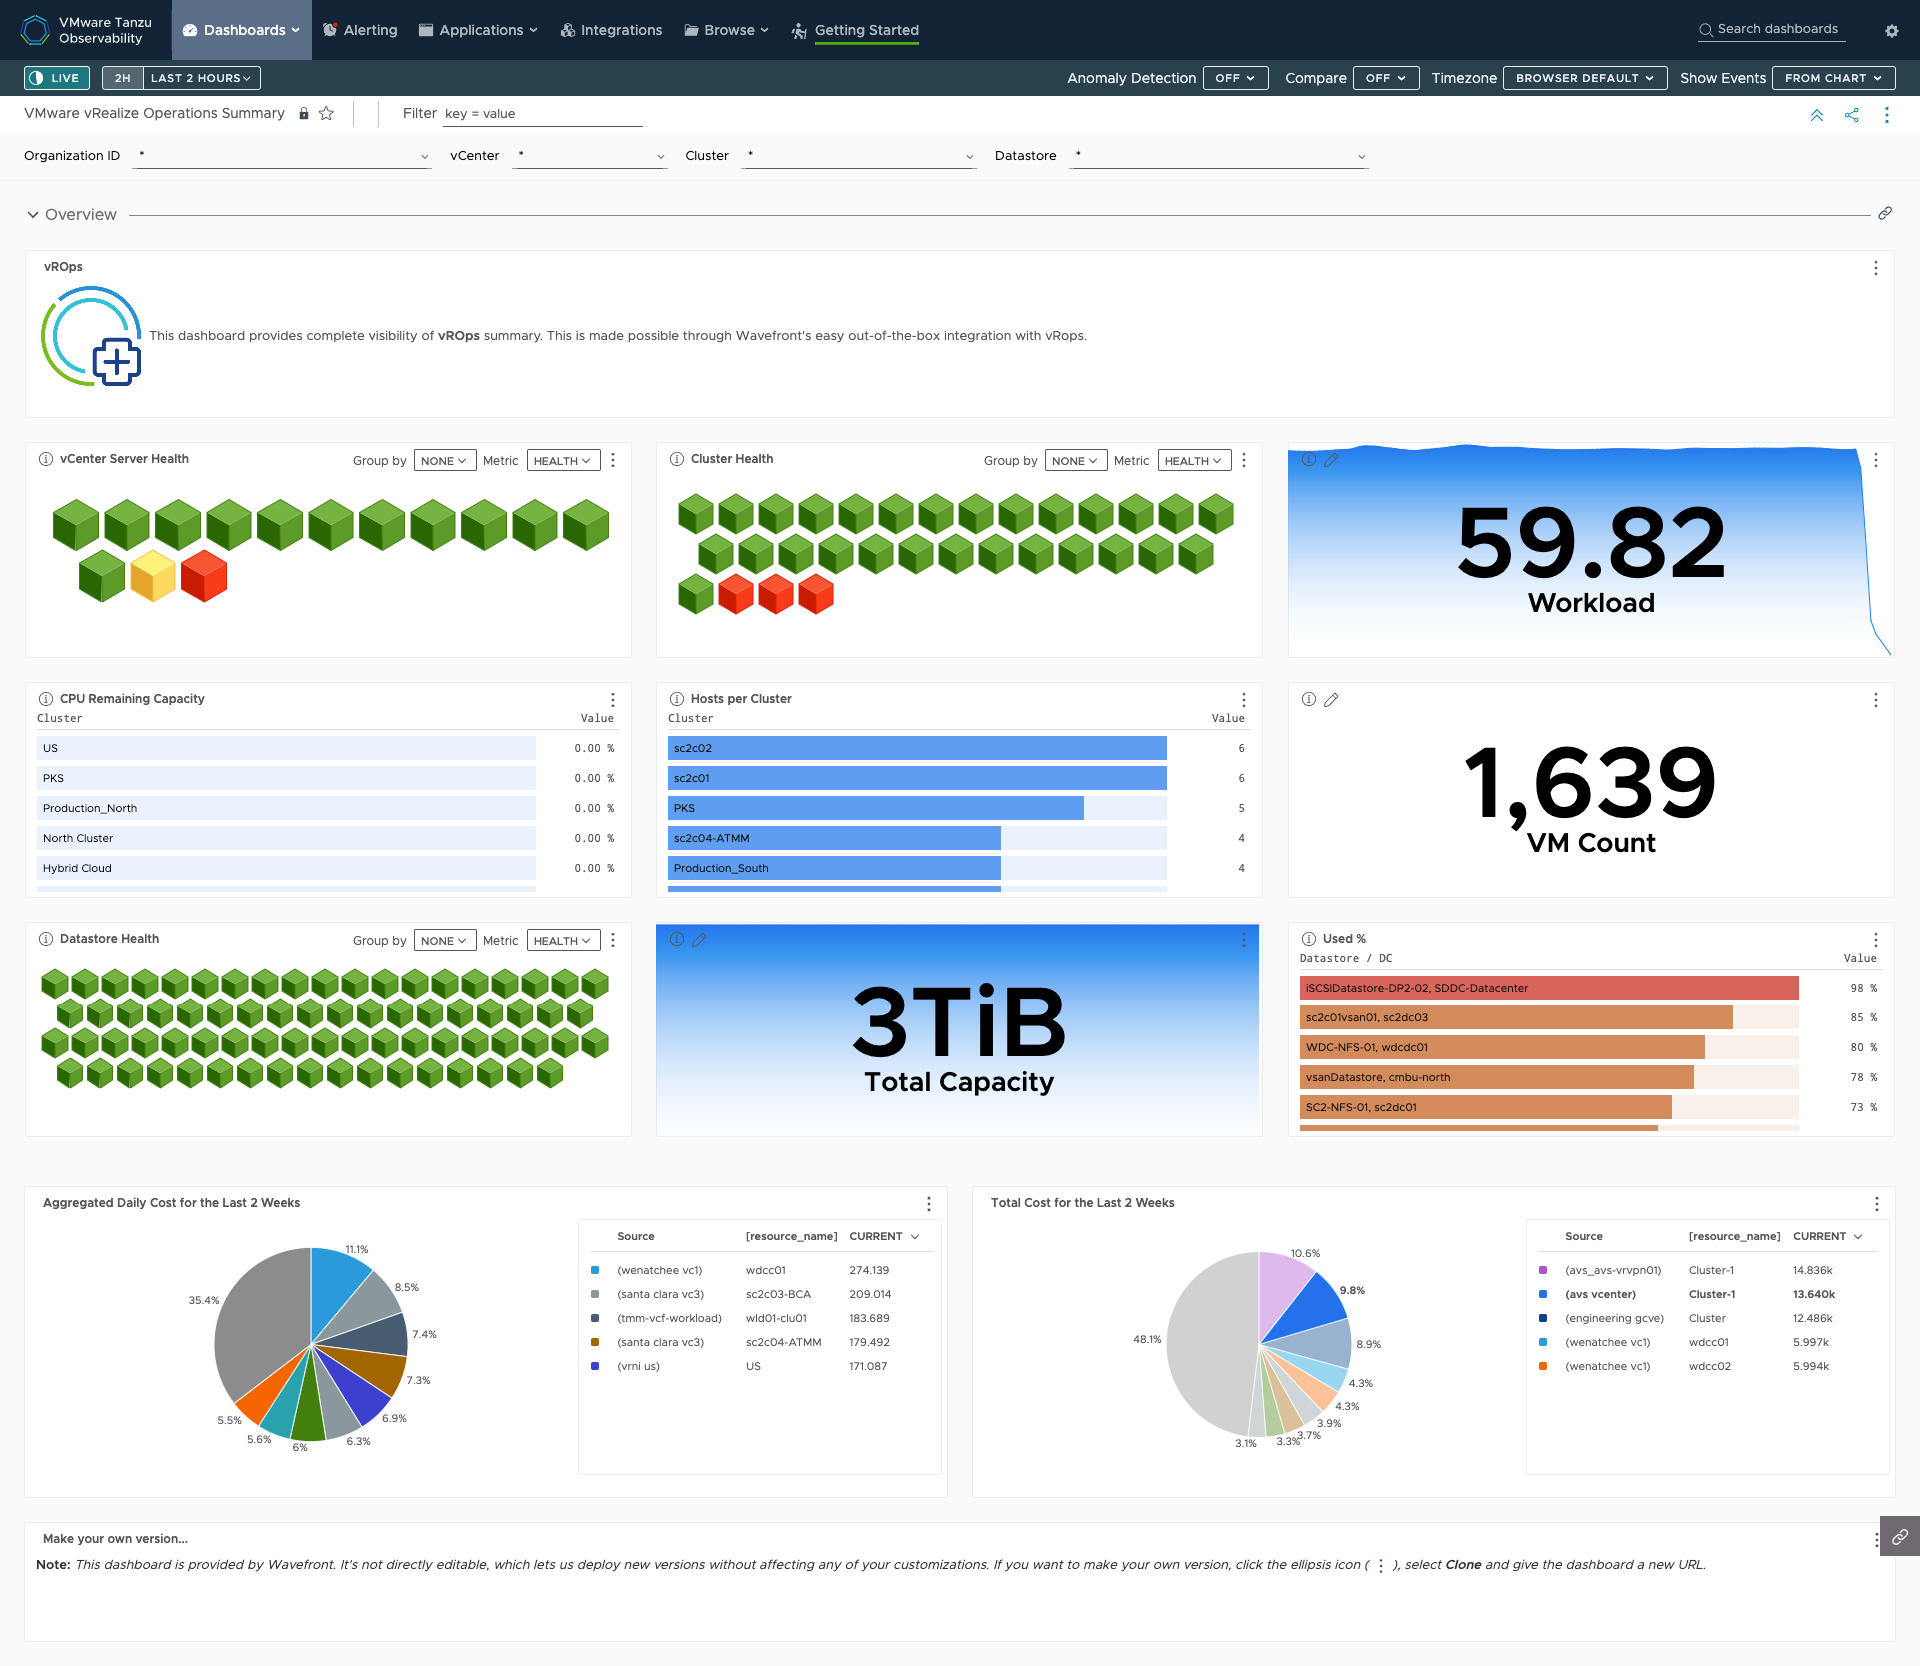 VMware Tanzu
Observability
Dashboards
Alerting
Applications
Integrations
Browse
Getting Started
Search dashboards
LIVE
2H
LAST 2 HOURS
Anomaly Detection OFF
Compare OFF
Timezone BROWSER DEFAULT
Show Events FROM CHART
VMware vRealize Operations Summary
Filter key = value
Organization ID *
vCenter *
Cluster *
Datastore *
Overview
vROps
This dashboard provides complete visibility of vROps summary. This is made possible through Wavefront's easy out-of-the-box integration with vRops.
vCenter Server Health
Group by NONE Metric HEALTH
Cluster Health
Group by NONE Metric HEALTH
59.82
Workload
CPU Remaining Capacity
Cluster Value
US 0.00 %
PKS 0.00 %
Production_North 0.00 %
North Cluster 0.00 %
Hybrid Cloud 0.00 %
Hosts per Cluster
Cluster Value
sc2c02 6
sc2c01 6
PKS 5
sc2c04-ATMM 4
Production_South 4
1,639
VM Count
Datastore Health
Group by NONE Metric HEALTH
3TiB
Total Capacity
Used %
Datastore / DC Value
iSCSIDatastore-DP2-02, SDDC-Datacenter 98 %
sc2c01vsan01, sc2dc03 85 %
WDC-NFS-01, wdcdc01 80 %
vsanDatastore, cmbu-north 78 %
SC2-NFS-01, sc2dc01 73 %
Aggregated Daily Cost for the Last 2 Weeks
11.1%
8.5%
7.4%
7.3%
6.9%
6.3%
6%
5.6%
5.5%
35.4%
Source [resource_name] CURRENT
(wenatchee vc1) wdcc01 274.139
(santa clara vc3) sc2c03-BCA 209.014
(tmm-vcf-workload) wld01-clu01 183.689
(santa clara vc3) sc2c04-ATMM 179.492
(vrni us) US 171.087
Total Cost for the Last 2 Weeks
10.6%
9.8%
8.9%
4.3%
4.3%
3.9%
3.7%
3.3%
3.1%
48.1%
Source [resource_name] CURRENT
(avs_avs-vrvpn01) Cluster-1 14.836k
(avs vcenter) Cluster-1 13.640k
(engineering gcve) Cluster 12.486k
(wenatchee vc1) wdcc01 5.997k
(wenatchee vc1) wdcc02 5.994k
Make your own version...
Note: This dashboard is provided by Wavefront. It's not directly editable, which lets us deploy new versions without affecting any of your customizations. If you want to make your own version, click the ellipsis icon ( ⋮ ), select Clone and give the dashboard a new URL.